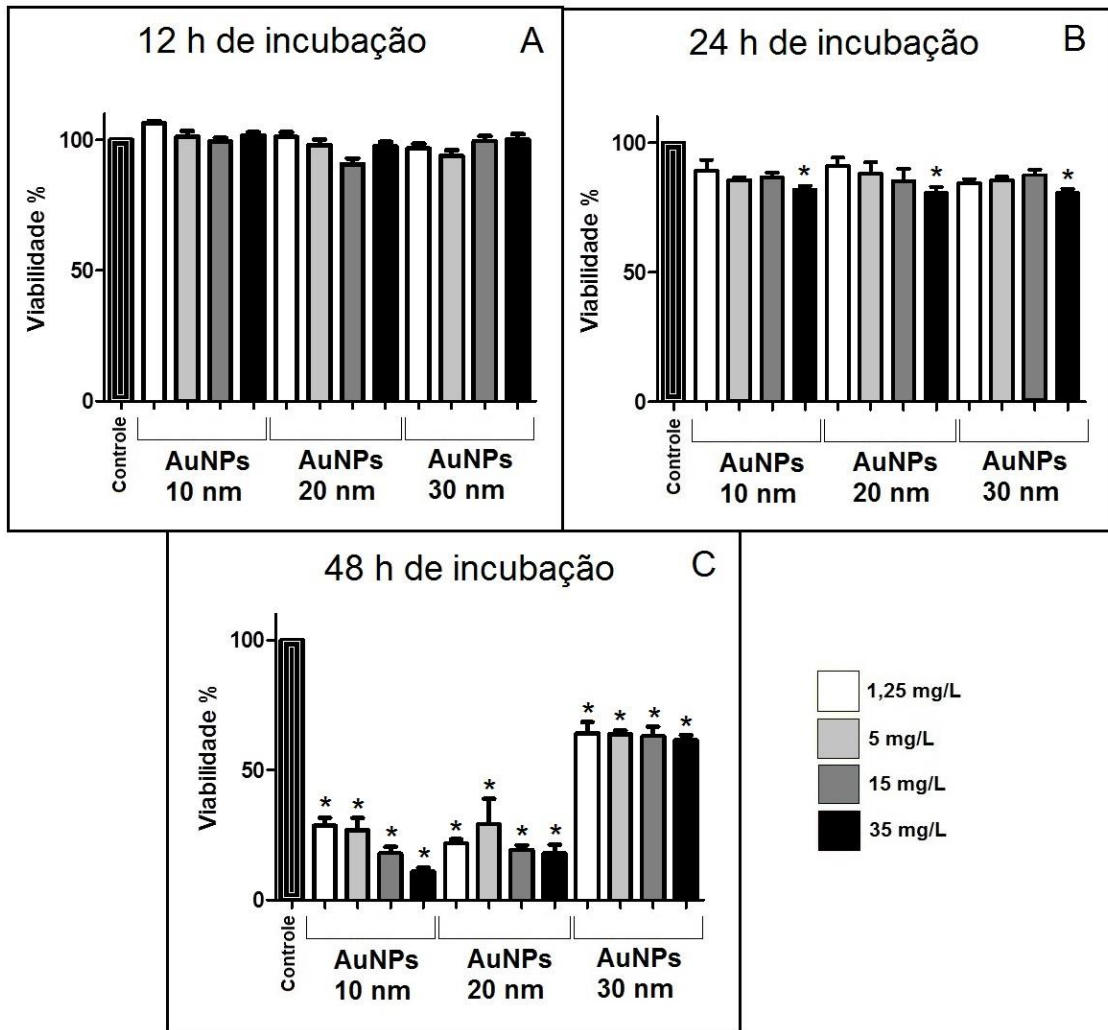 12 h de incubação
A
Viabilidade %
100
50
0
Controle
AuNPs
10 nm
AuNPs
20 nm
AuNPs
30 nm
24 h de incubação
B
Viabilidade %
100
50
0
*
*
*
Controle
AuNPs
10 nm
AuNPs
20 nm
AuNPs
30 nm
48 h de incubação
C
Viabilidade %
100
50
0
* * * *
* * * *
* * * *
Controle
AuNPs
10 nm
AuNPs
20 nm
AuNPs
30 nm
1,25 mg/L
5 mg/L
15 mg/L
35 mg/L